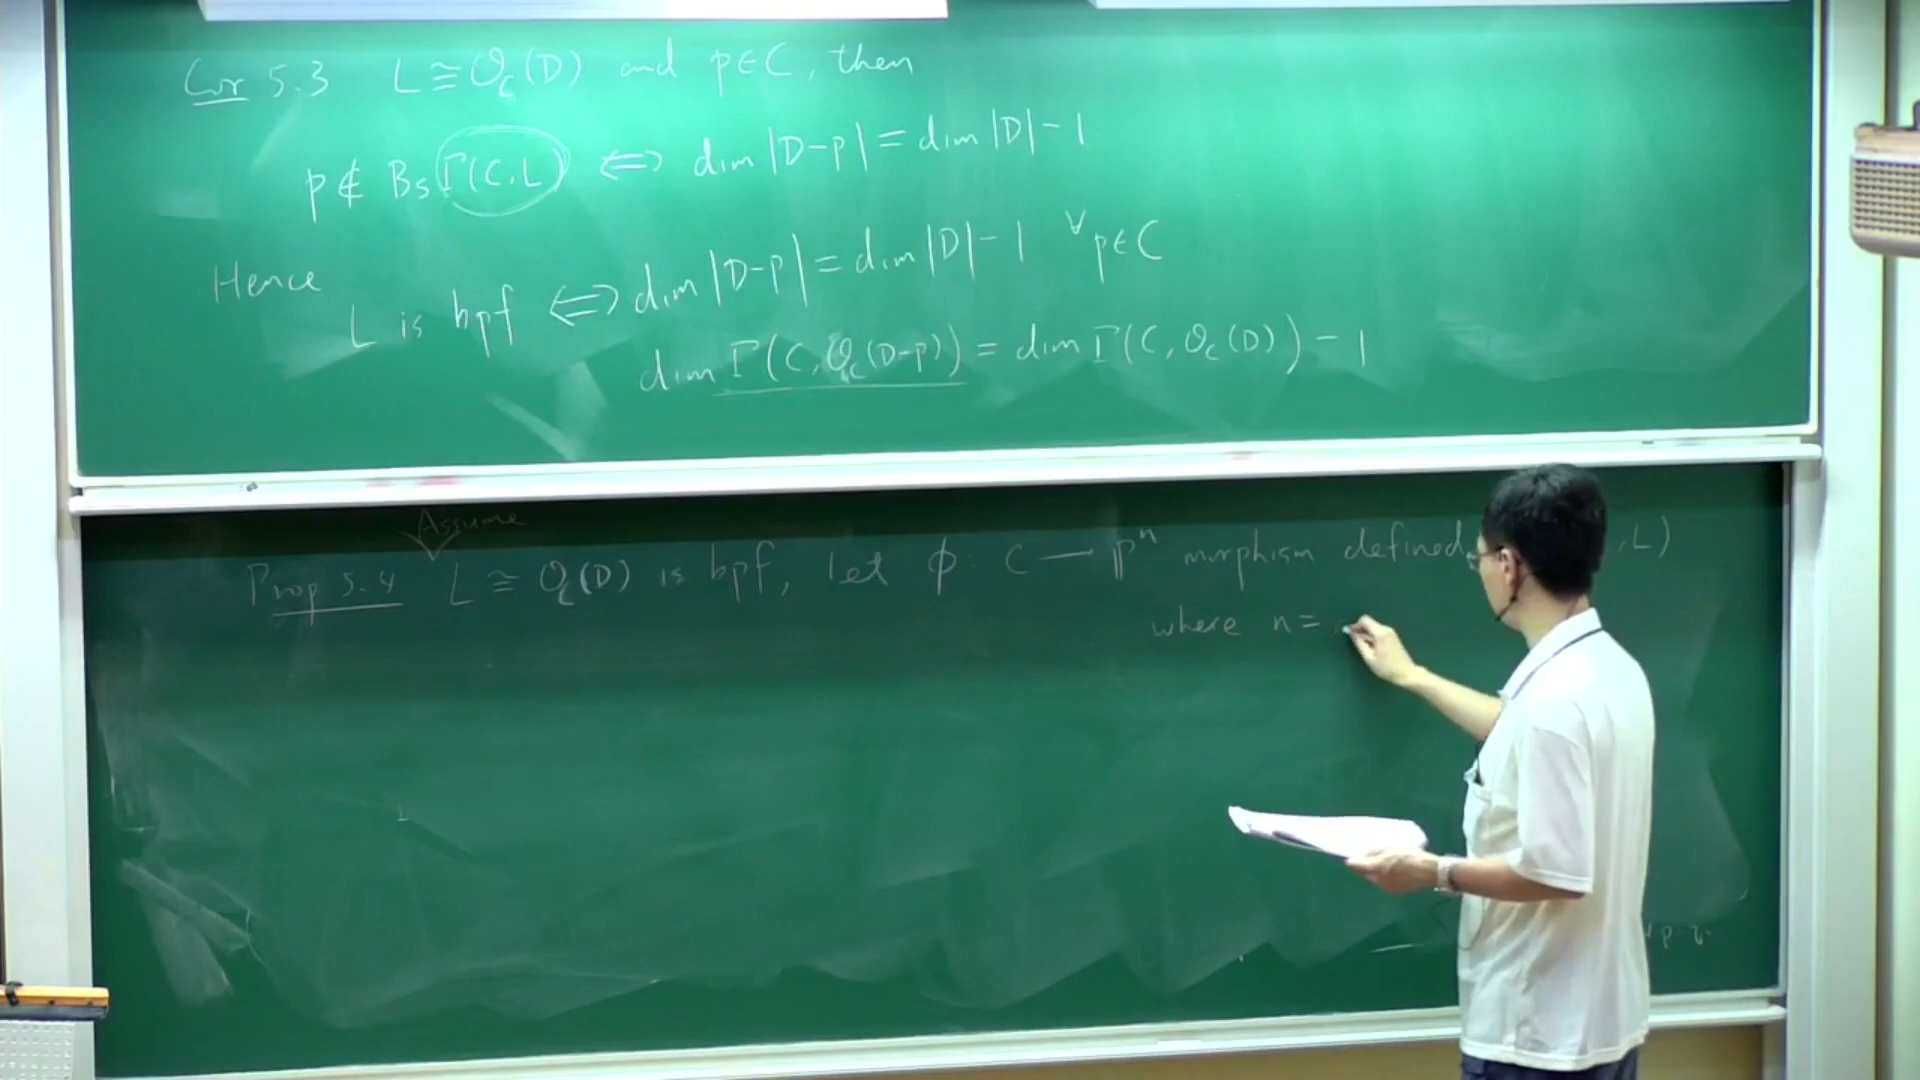 Cor 5.3 L ≅ O_C(D) and p∈C, then
p ∉ Bs Γ(C, L) ⟺ dim |D-p| = dim |D| - 1
Hence
L is bpf ⟺ dim |D-p| = dim |D| - 1 ∀ p∈C
dim Γ(C, O_C(D-p)) = dim Γ(C, O_C(D)) - 1
Assume
Prop 5.4 L ≅ O_C(D) is bpf, let ϕ: C — ℙ^n morphism defined , L)
where n =